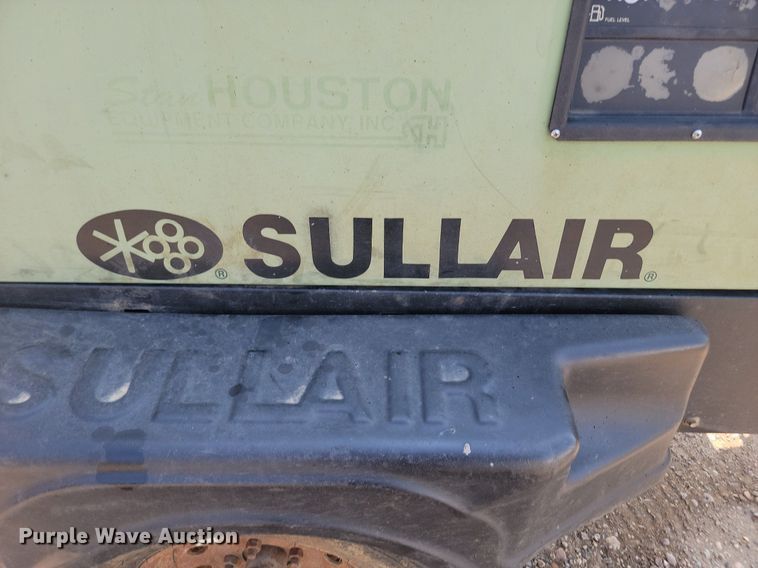 FUEL LEVEL
Stan HOUSTON
EQUIPMENT COMPANY, INC.
SULLAIR
SULLAIR
Purple Wave Auction